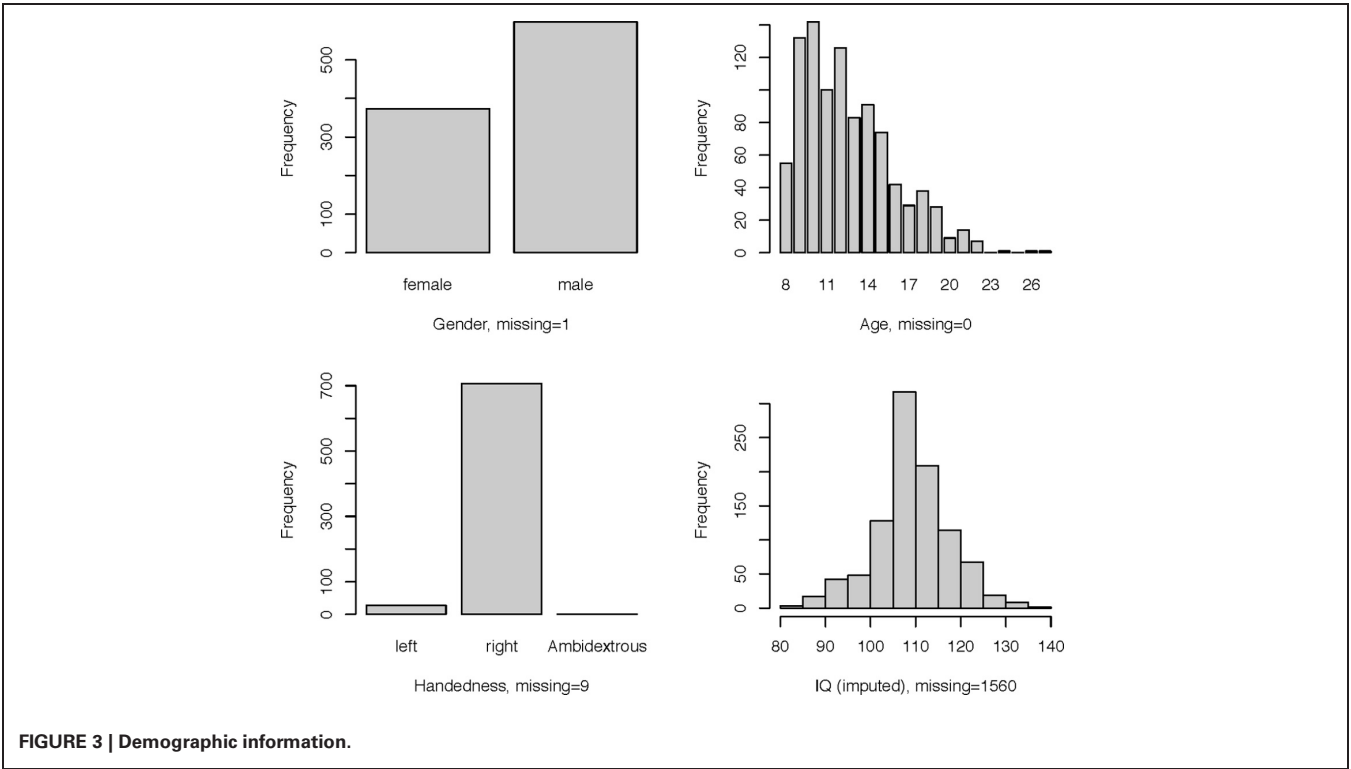 Frequency
500
300
100
0
female male
Gender, missing=1
Frequency
120
80
60
40
20
0
8 11 14 17 20 23 26
Age, missing=0
Frequency
700
500
300
100
0
left right Ambidextrous
Handedness, missing=9
Frequency
250
150
50
0
80 90 100 110 120 130 140
IQ (imputed), missing=1560
FIGURE 3 | Demographic information.